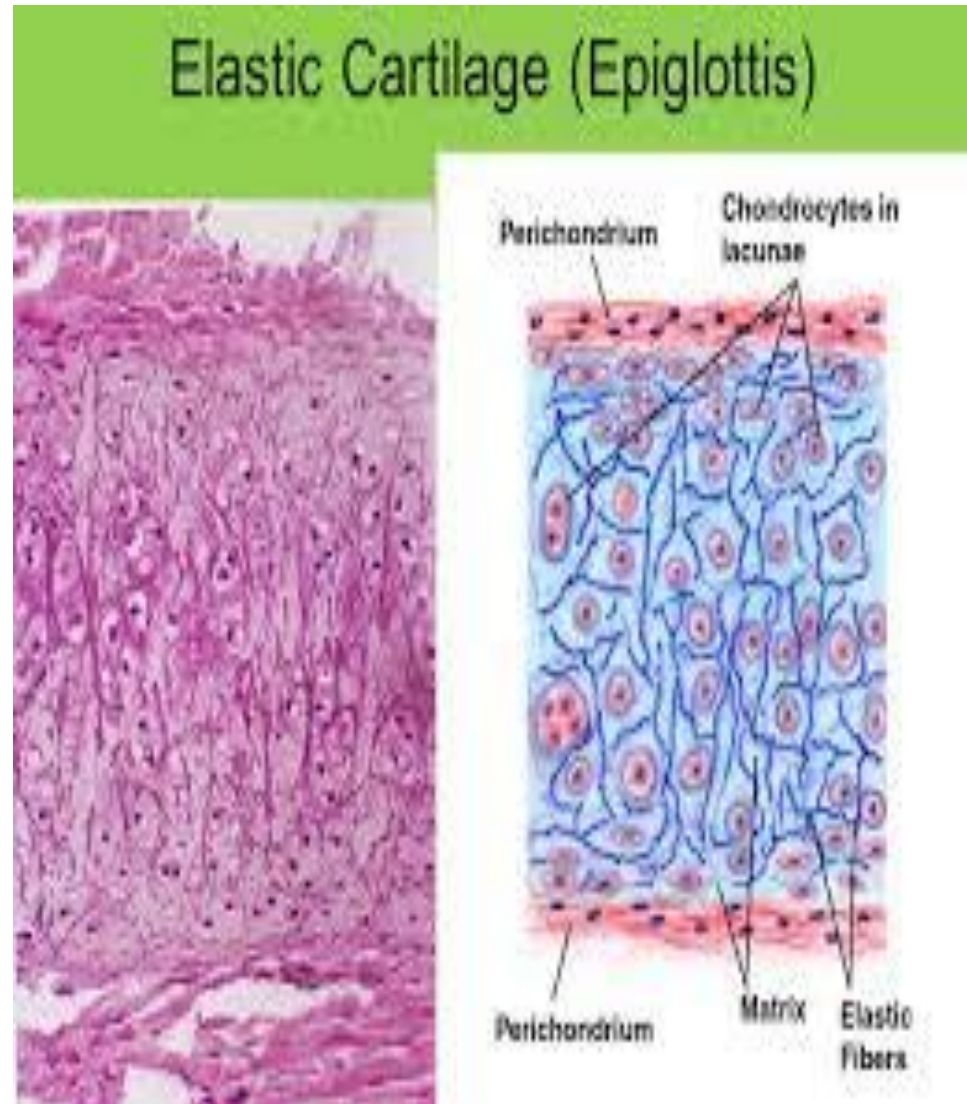 Elastic Cartilage (Epiglottis)
Perichondrium
Chondrocytes in
lacunae
Perichondrium
Matrix
Elastic
Fibers